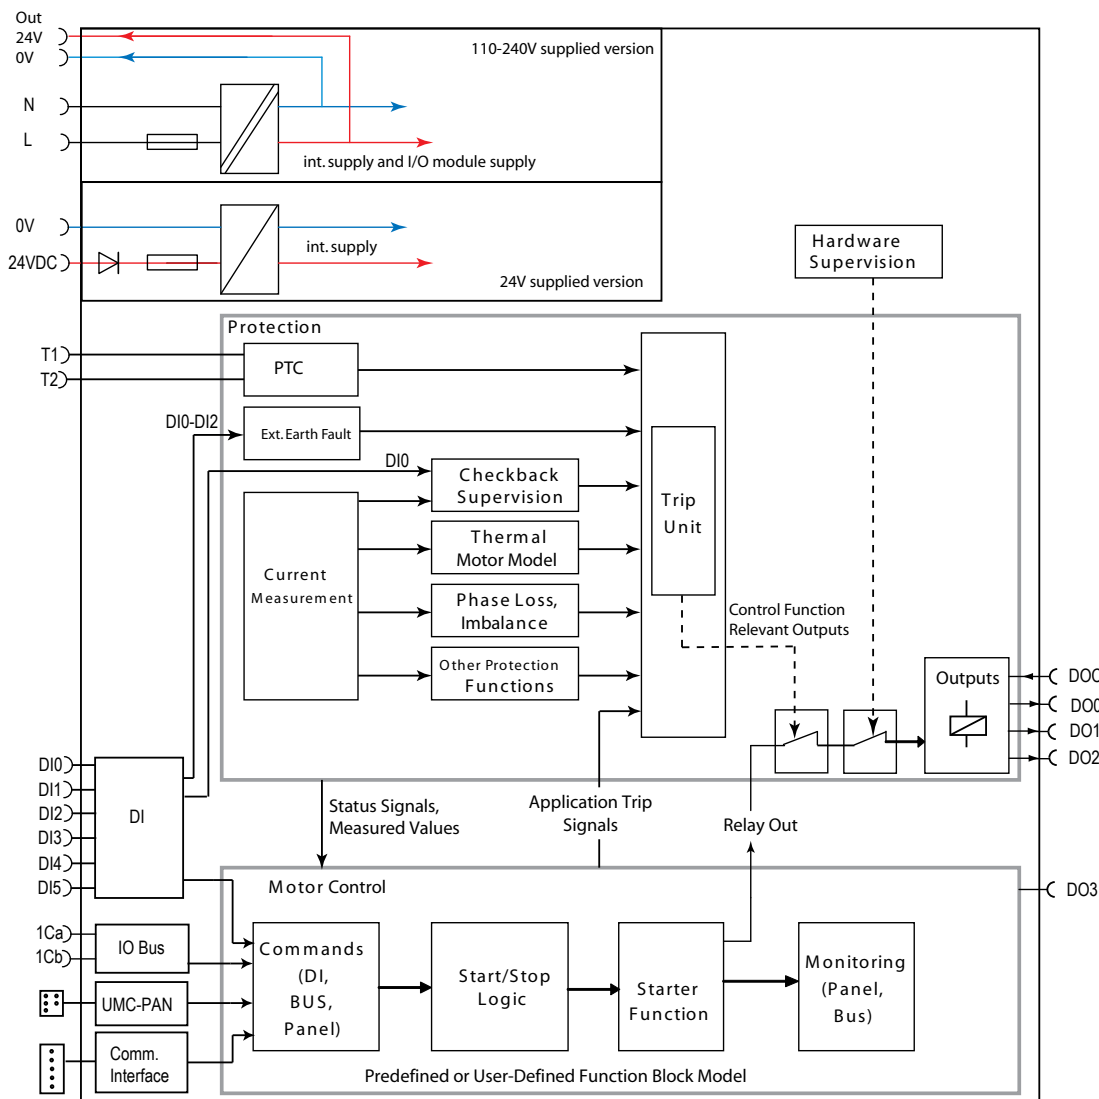 Out
24V
0V
110-240V supplied version
N
L
int. supply and I/O module supply
0V
int. supply
24VDC
24V supplied version
Hardware
Supervision
Protection
T1
T2
PTC
DI0-DI2
Ext. Earth Fault
DI0
Checkback
Supervision
Trip
Unit
Thermal
Motor Model
Current
Measurement
Phase Loss,
Imbalance
Control Function
Relevant Outputs
Other Protection
Functions
Outputs
DOC
DO0
DO1
DO2
DI0
DI1
DI2
DI3
DI4
DI5
DI
Status Signals,
Measured Values
Application Trip
Signals
Relay Out
Motor Control
DO3
1Ca
1Cb
IO Bus
UMC-PAN
Comm.
Interface
Commands
(DI,
BUS,
Panel)
Start/Stop
Logic
Starter
Function
Monitoring
(Panel,
Bus)
Predefined or User-Defined Function Block Model